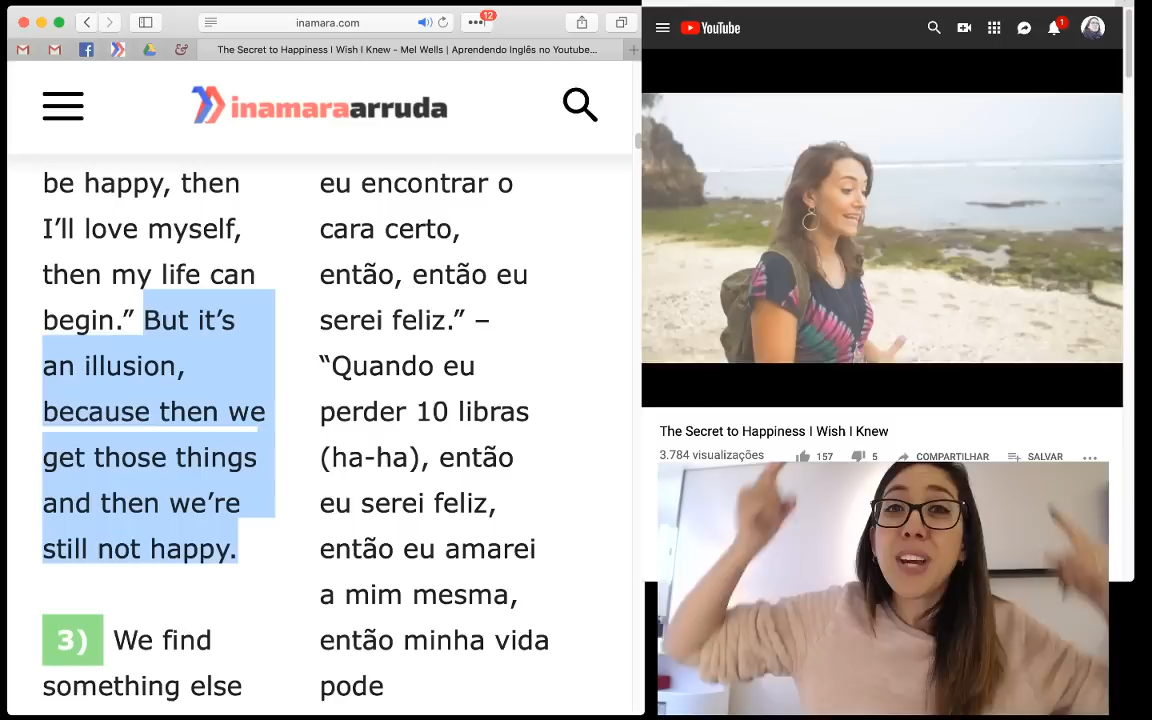 inamara.com
12
The Secret to Happiness I Wish I Knew - Mel Wells | Aprendendo Inglês no Youtube...
inamaraarruda
be happy, then
I’ll love myself,
then my life can
begin.” But it’s
an illusion,
because then we
get those things
and then we’re
still not happy.
3) We find
something else
eu encontrar o
cara certo,
então, então eu
serei feliz.” –
“Quando eu
perder 10 libras
(ha-ha), então
eu serei feliz,
então eu amarei
a mim mesma,
então minha vida
pode
YouTube
1
The Secret to Happiness I Wish I Knew
3.784 visualizações
157
5
COMPARTILHAR
SALVAR